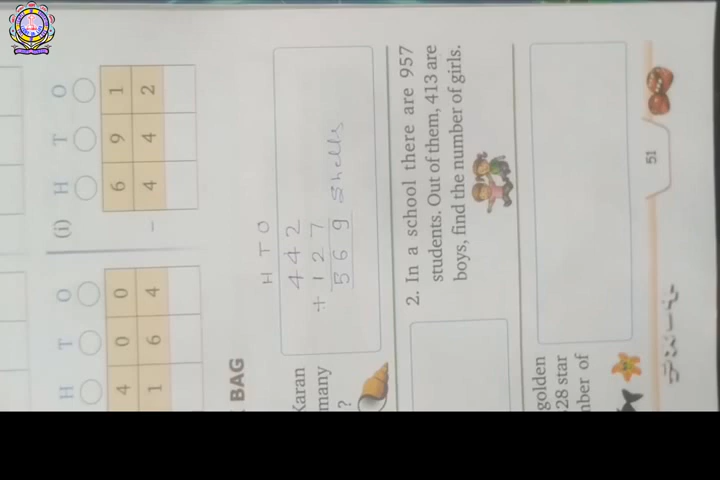 H T O
4 0 0
1 6 4
(i) H T O
6 9 1
- 4 4 2
BAG
Karan
many
?
H T O
4 4 2
+ 1 2 7
5 6 9 Shells
2. In a school there are 957
students. Out of them, 413 are
boys, find the number of girls.
golden
28 star
nber of
51